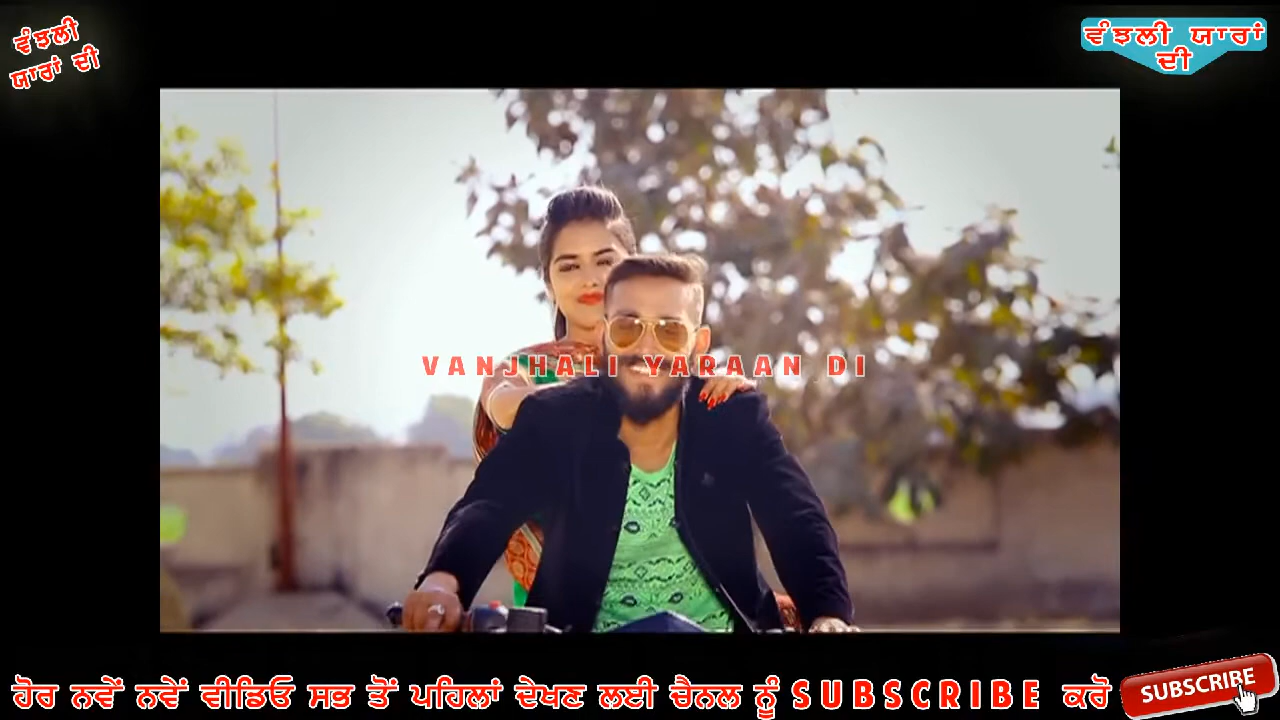 ਵੰਝਲੀ
ਯਾਰਾਂ ਦੀ
ਵੰਝਲੀ ਯਾਰਾਂ
ਦੀ
VANJHALI YARAAN DI
ਹੋਰ ਨਵੇਂ ਨਵੇਂ ਵੀਡਿਓ ਸਭ ਤੋਂ ਪਹਿਲਾਂ ਦੇਖਣ ਲਈ ਚੈਨਲ ਨੂੰ SUBSCRIBE ਕਰੋ
SUBSCRIBE